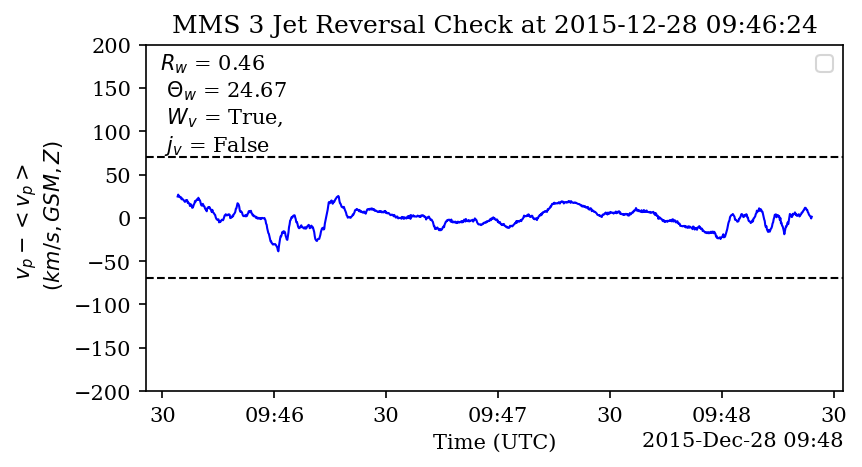 MMS 3 Jet Reversal Check at 2015-12-28 09:46:24
R_w = 0.46
Θ_w = 24.67
W_v = True,
j_v = False
200
150
100
50
0
−50
−100
−150
−200
v_p − < v_p >
(km/s, GSM, Z)
30 09:46 30 09:47 30 09:48 30
Time (UTC)
2015-Dec-28 09:48